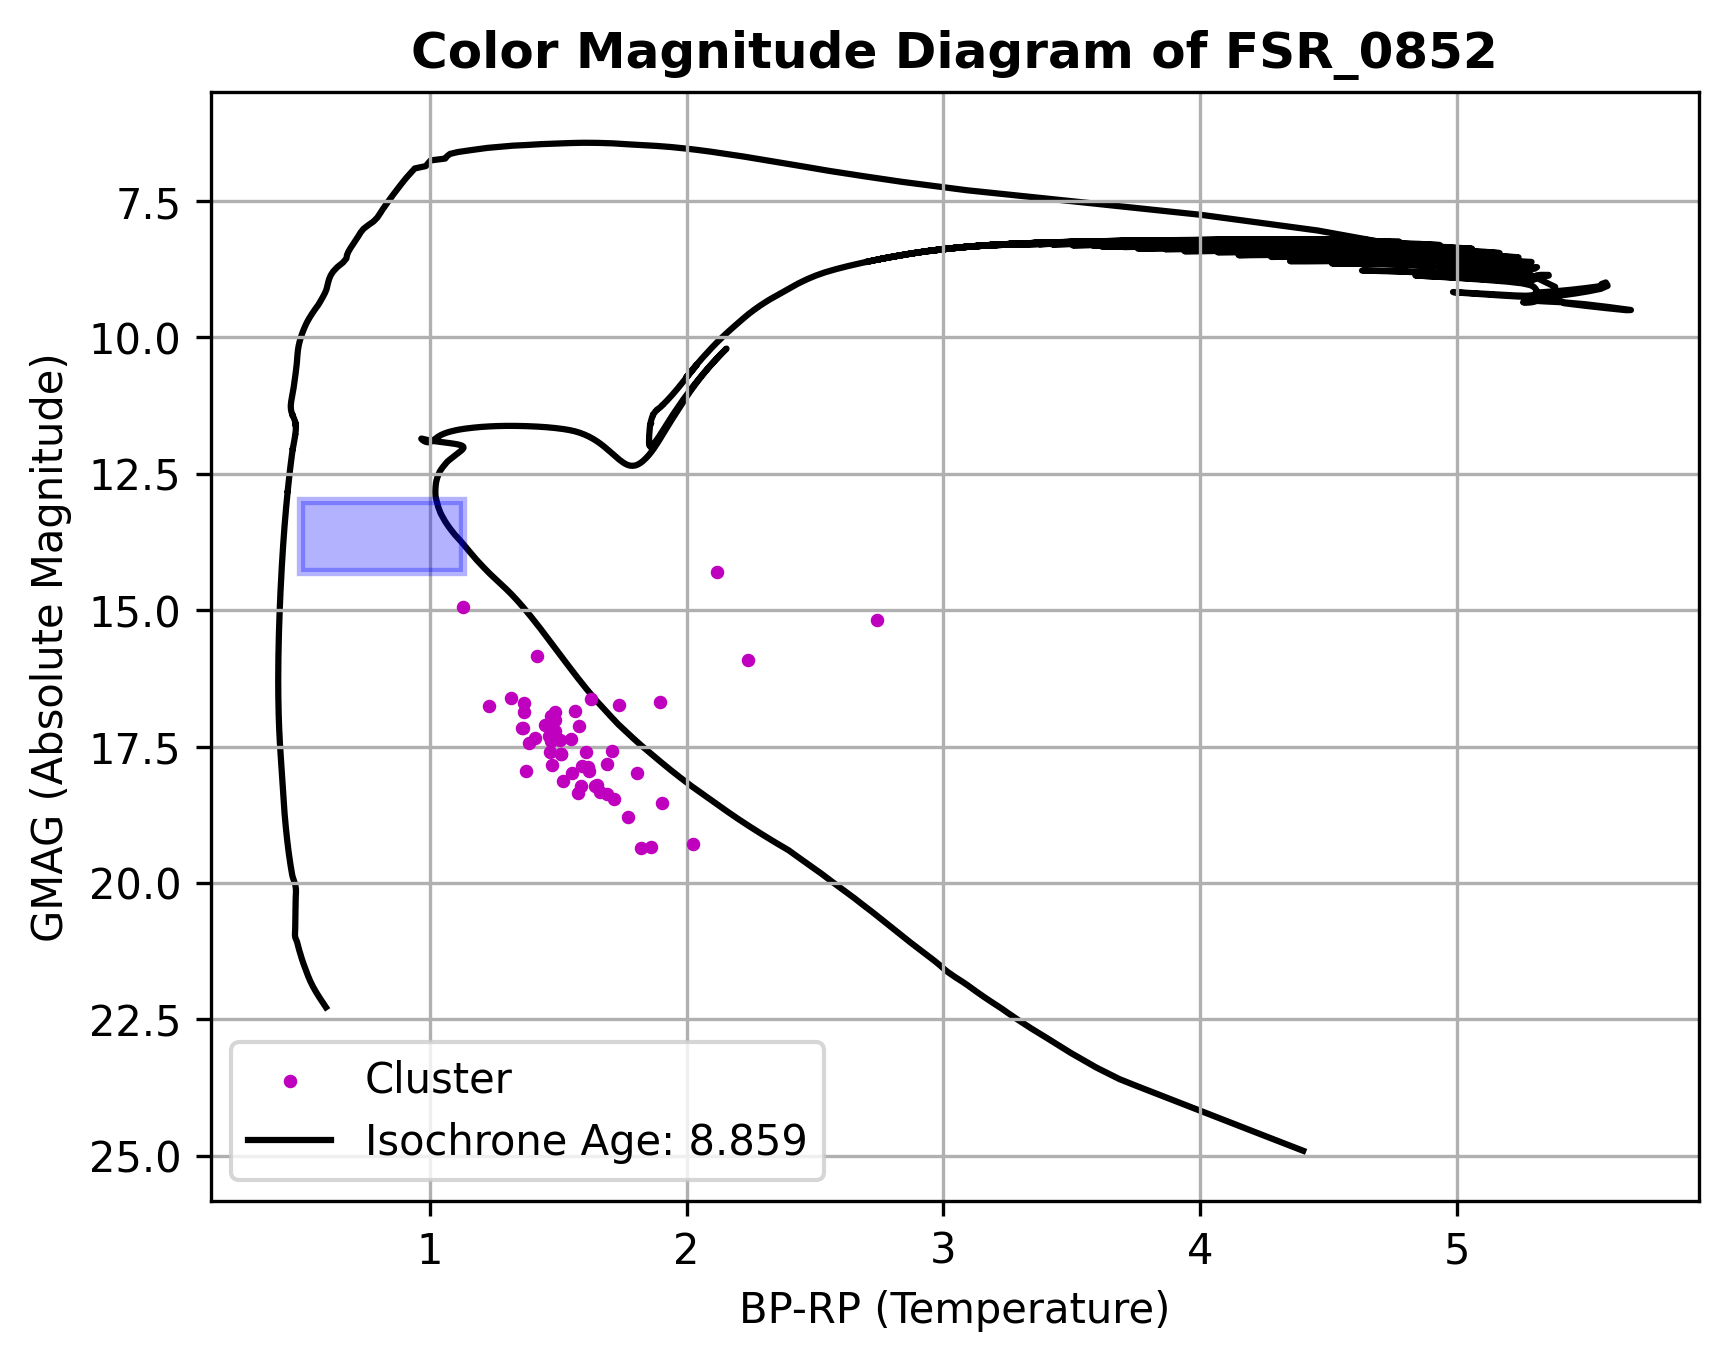 Color Magnitude Diagram of FSR_0852
GMAG (Absolute Magnitude)
7.5
10.0
12.5
15.0
17.5
20.0
22.5
25.0
Cluster
Isochrone Age: 8.859
1 2 3 4 5
BP-RP (Temperature)